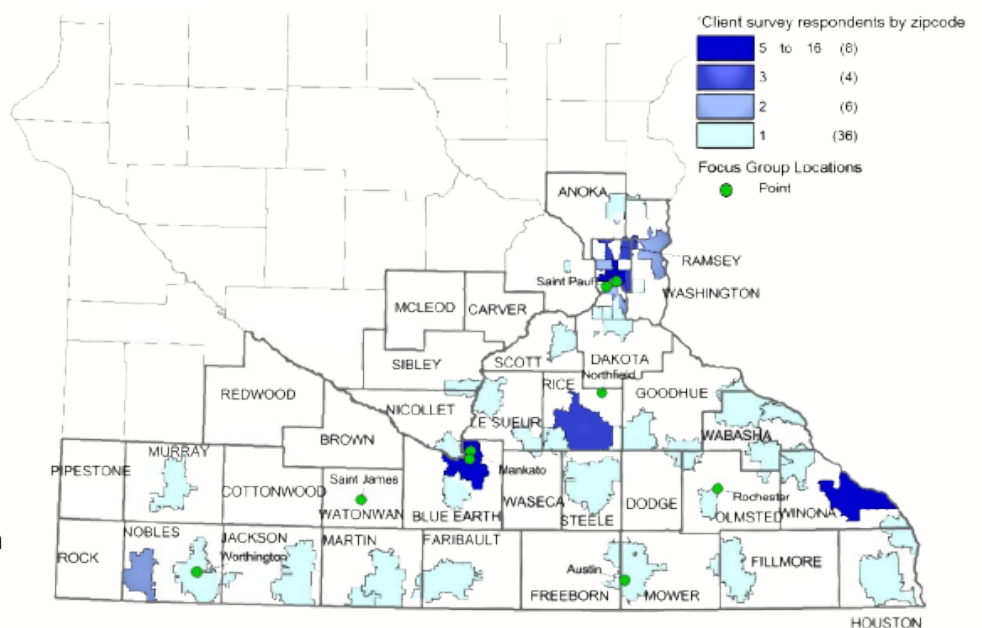 *Client survey respondents by zipcode
5 to 16 (8)
3 (4)
2 (6)
1 (36)
Focus Group Locations
Point
ANOKA
RAMSEY
Saint Paul
WASHINGTON
MCLEOD
CARVER
SCOTT
DAKOTA
SIBLEY
Northfield
RICE
GOODHUE
REDWOOD
NICOLLET
LE SUEUR
BROWN
WABASHA
MURRAY
PIPESTONE
Saint James
Mankato
COTTONWOOD
WASECA
Rochester
WATONWAN
BLUE EARTH
STEELE
DODGE
OLMSTED
WINONA
NOBLES
JACKSON
MARTIN
FARIBAULT
ROCK
Worthington
Austin
FILLMORE
FREEBORN
MOWER
HOUSTON